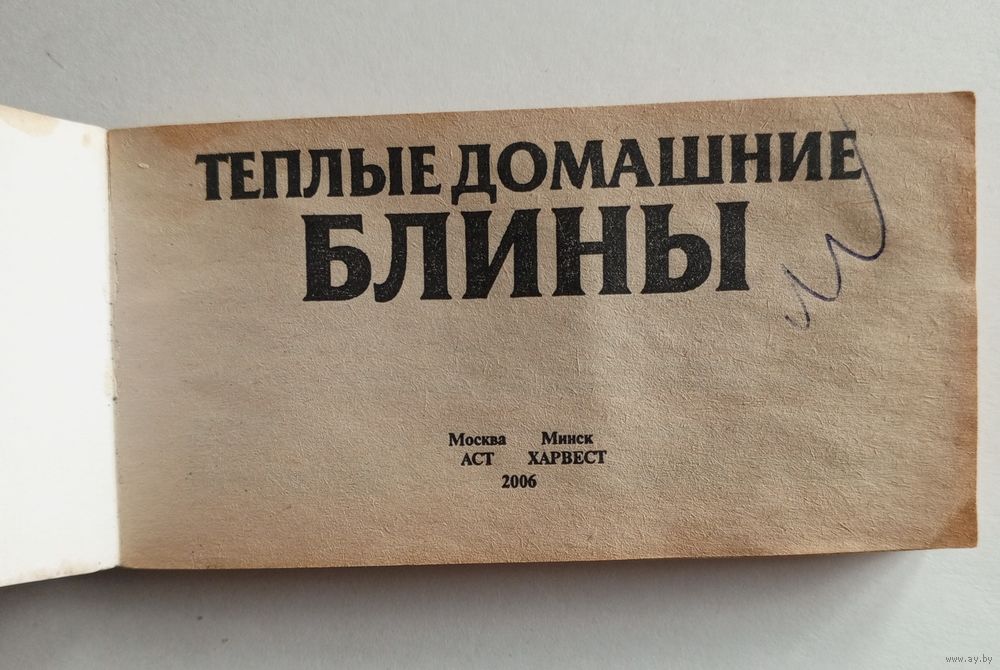 ТЕПЛЫЕ ДОМАШНИЕ
БЛИНЫ
Москва Минск
АСТ ХАРВЕСТ
2006
www.ay.by